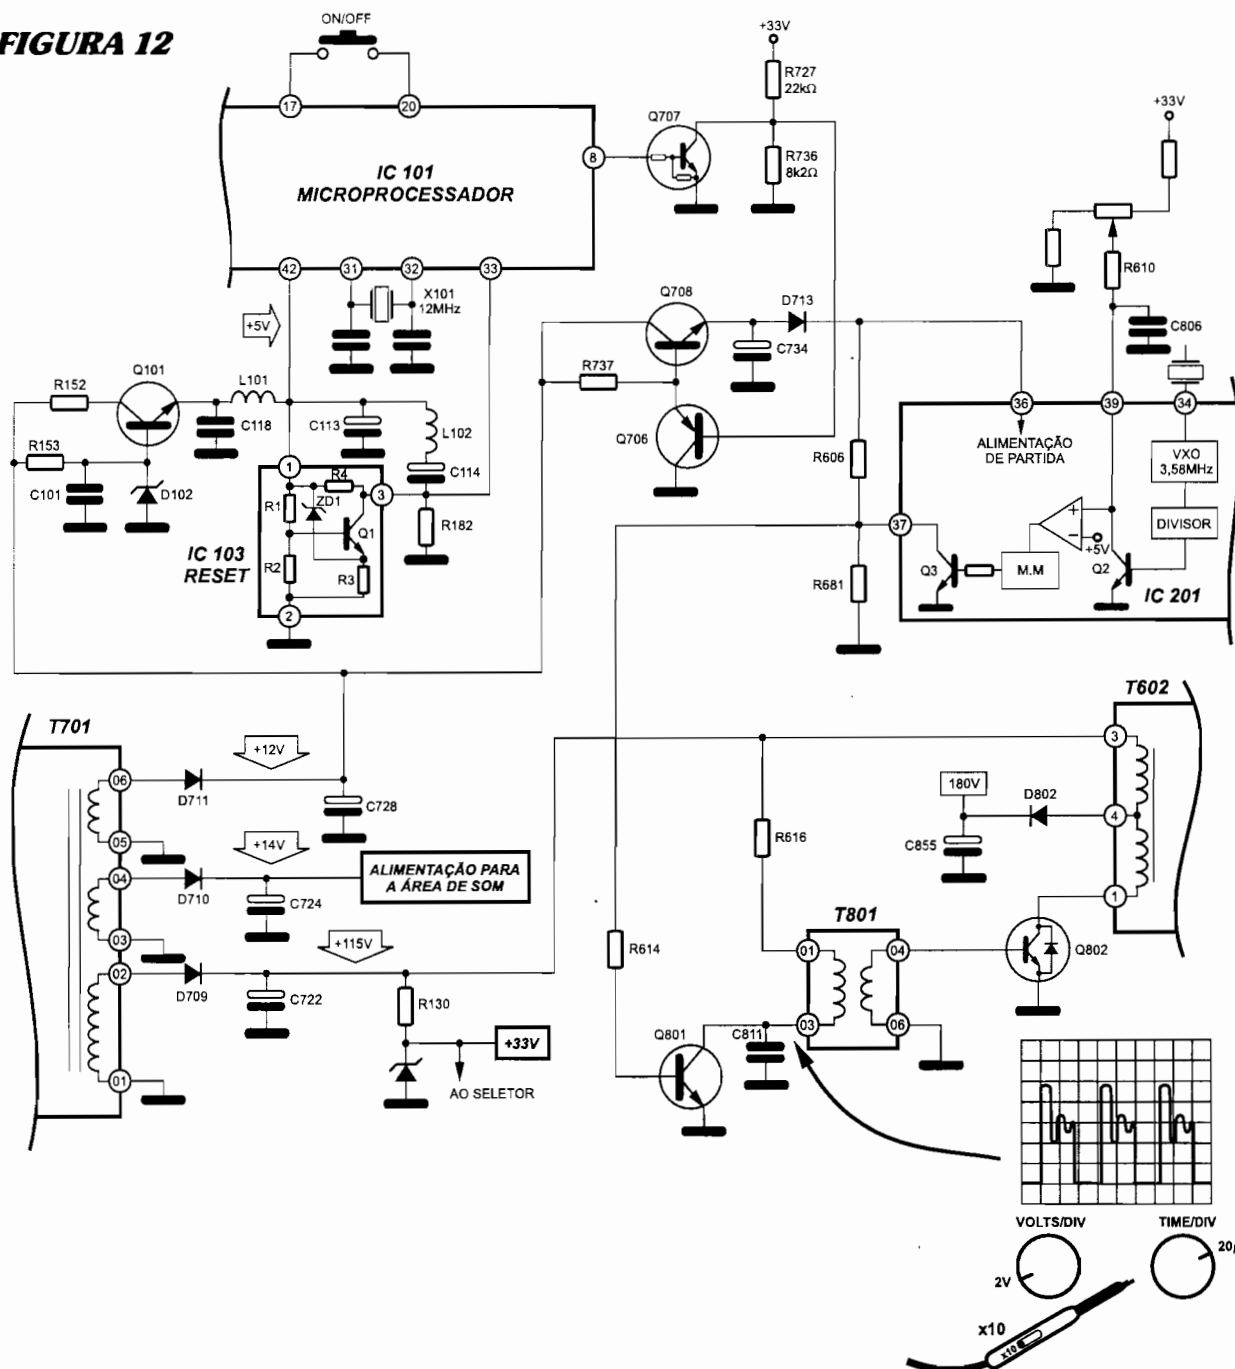 FIGURA 12
ON/OFF
17
20
IC 101
MICROPROCESSADOR
8
42
31
32
33
Q707
+33V
R727
22kΩ
R736
8k2Ω
+33V
R610
C806
X101
12MHz
+5V
Q708
D713
C734
R737
Q706
R152
Q101
L101
R153
C118
C113
L102
C114
C101
D102
1
R4
3
R1
ZD1
Q1
R182
IC 103
RESET
R2
R3
2
36
39
34
ALIMENTAÇÃO
DE PARTIDA
VXO
3,58MHz
R606
37
+
-
+5V
DIVISOR
Q3
M.M
Q2
R681
IC 201
T701
+12V
06
D711
C728
05
+14V
04
D710
C724
ALIMENTAÇÃO PARA
A ÁREA DE SOM
03
+115V
02
D709
C722
R130
+33V
AO SELETOR
01
T602
3
180V
D802
4
C855
R616
1
T801
R614
01
04
Q802
Q801
C811
03
06
VOLTS/DIV
TIME/DIV
2V
x10
x10